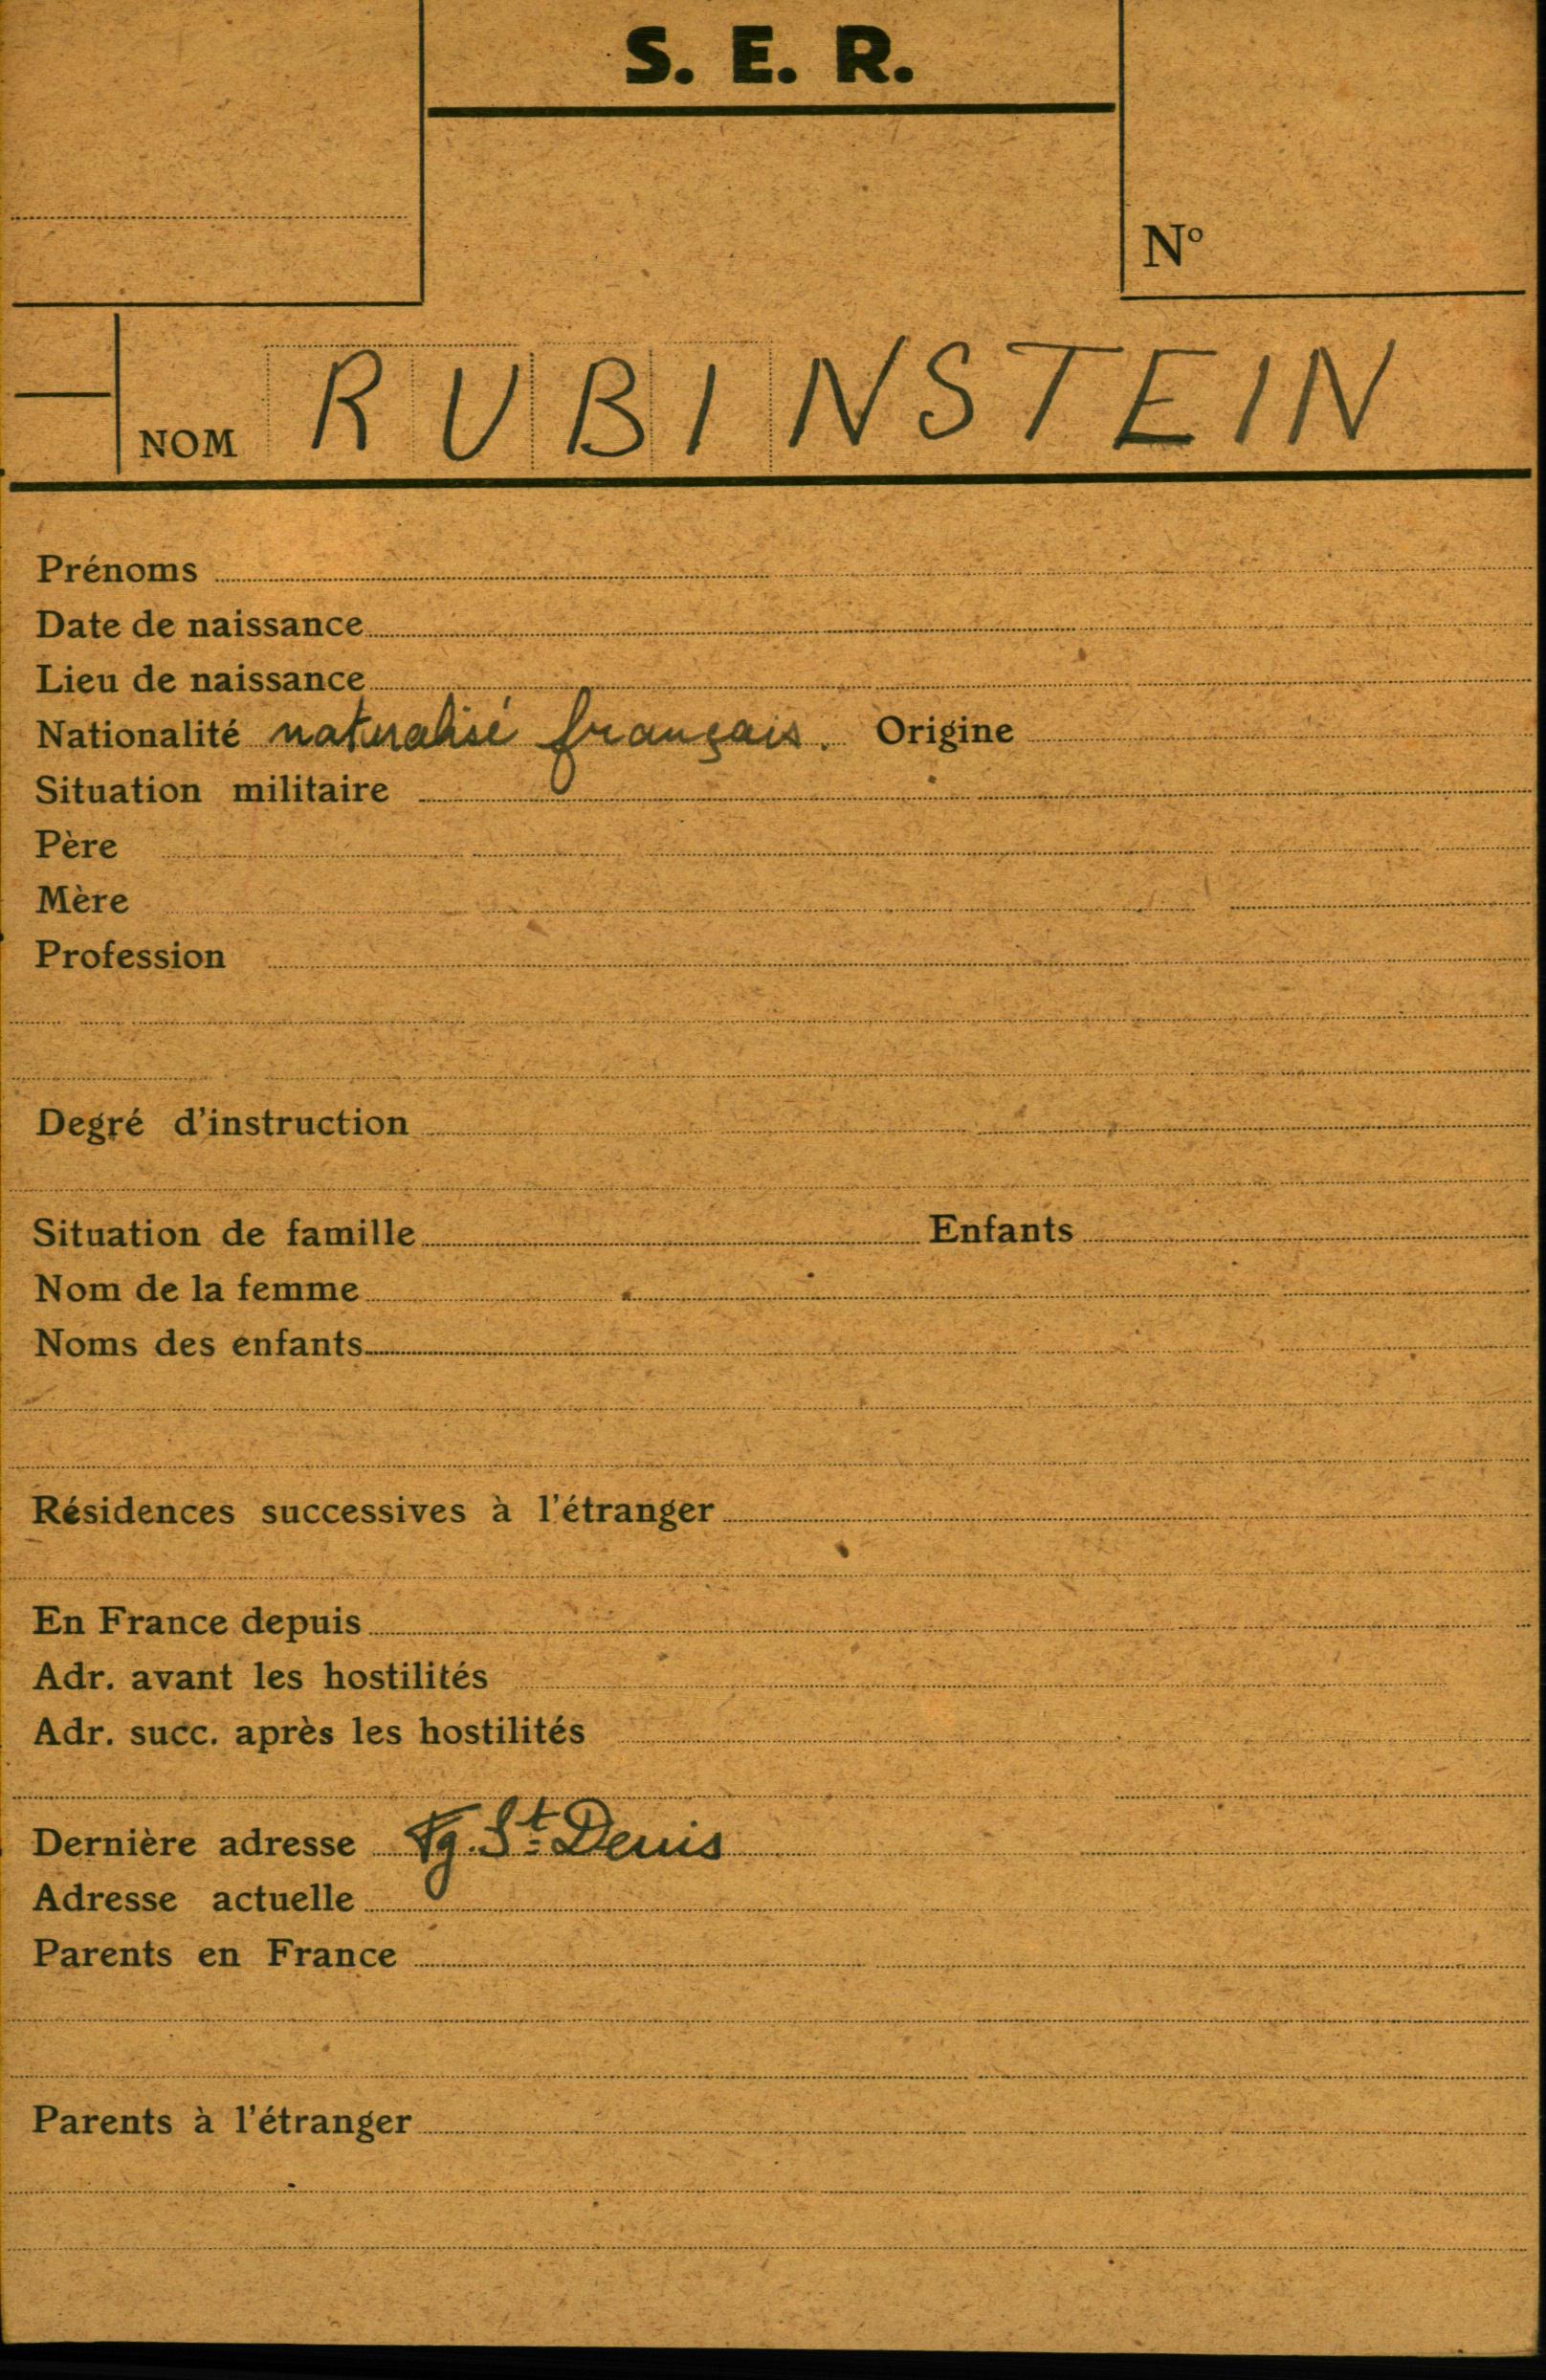 S. E. R.
N°
NOM RUBINSTEIN
Prénoms
Date de naissance
Lieu de naissance
Nationalité naturalisé français. Origine
Situation militaire
Père
Mère
Profession
Degré d'instruction
Situation de famille Enfants
Nom de la femme
Noms des enfants
Résidences successives à l'étranger
En France depuis
Adr. avant les hostilités
Adr. succ. après les hostilités
Dernière adresse Fg. St Denis
Adresse actuelle
Parents en France
Parents à l'étranger